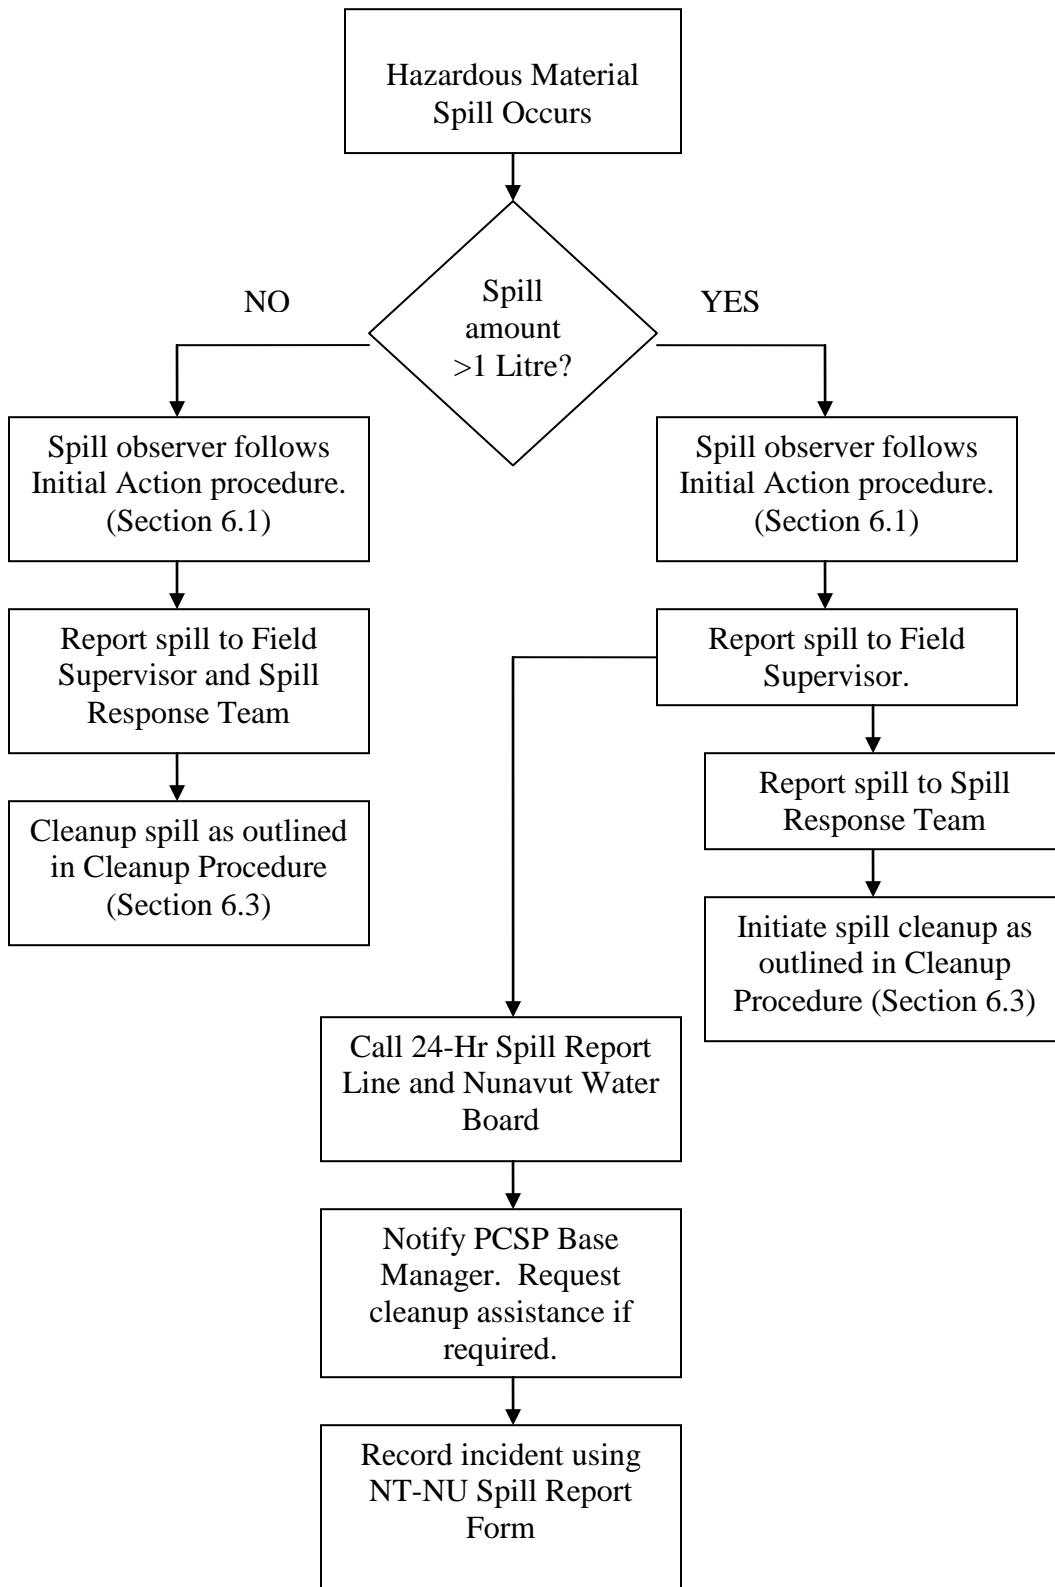 Hazardous Material
Spill Occurs
Spill
amount
>1 Litre?
NO
YES
Spill observer follows
Initial Action procedure.
(Section 6.1)
Report spill to Field
Supervisor and Spill
Response Team
Cleanup spill as outlined
in Cleanup Procedure
(Section 6.3)
Spill observer follows
Initial Action procedure.
(Section 6.1)
Report spill to Field
Supervisor.
Report spill to Spill
Response Team
Initiate spill cleanup as
outlined in Cleanup
Procedure (Section 6.3)
Call 24-Hr Spill Report
Line and Nunavut Water
Board
Notify PCSP Base
Manager.  Request
cleanup assistance if
required.
Record incident using
NT-NU Spill Report
Form